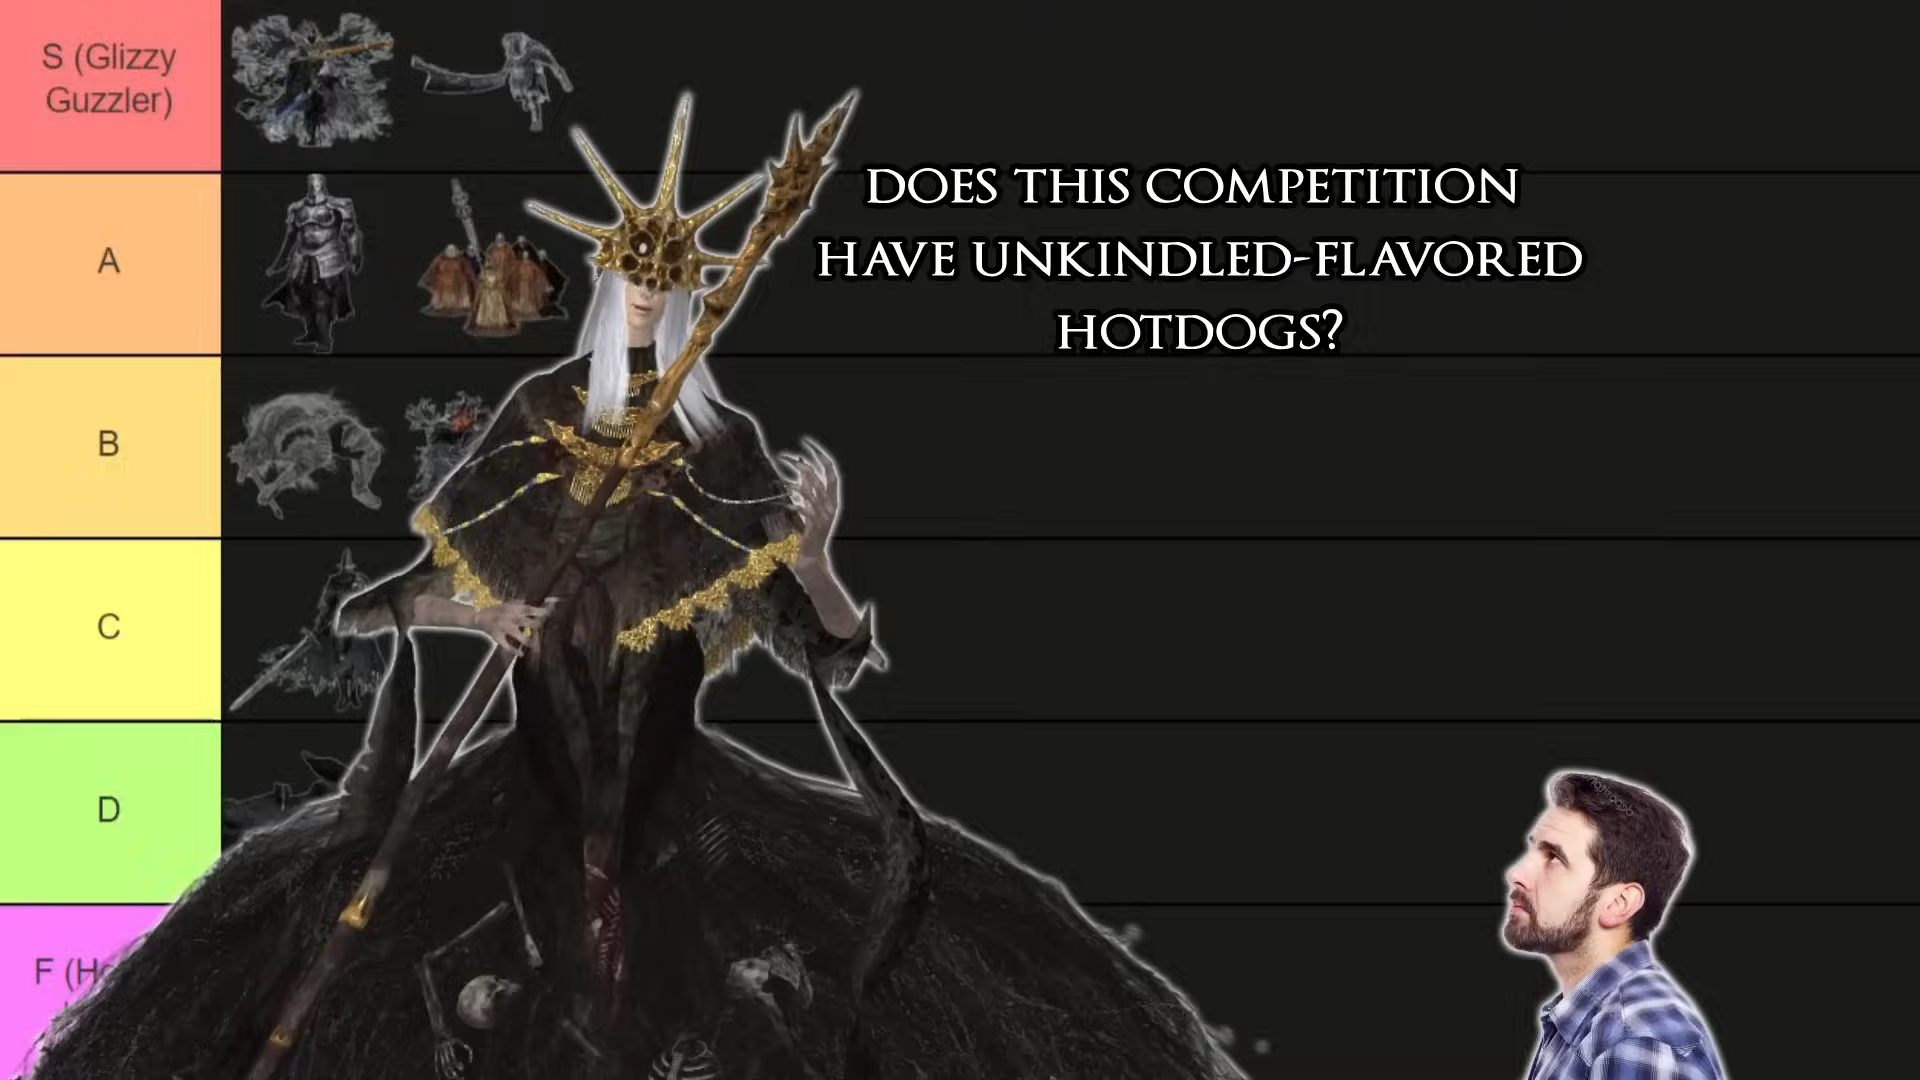 S (Glizzy
Guzzler)
DOES THIS COMPETITION
HAVE UNKINDLED-FLAVORED
HOTDOGS?
A
B
C
D
F